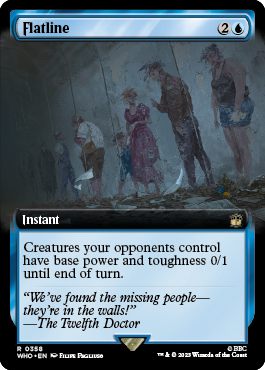 Flatline 2
Instant
Creatures your opponents control
have base power and toughness 0/1
until end of turn.
“We’ve found the missing people—
they’re in the walls!”
—The Twelfth Doctor
R 0358
WHO • EN Filipe Pagliuso
© BBC
™ & © 2023 Wizards of the Coast